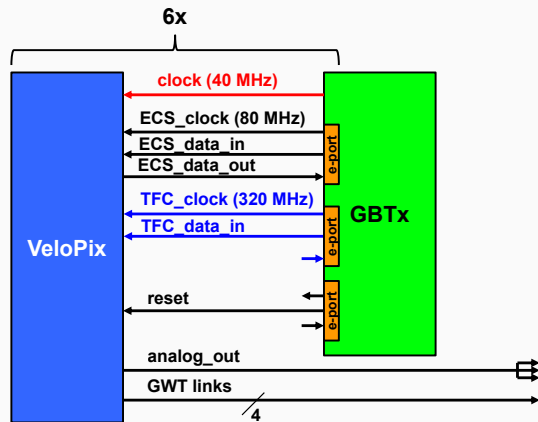 6x
clock (40 MHz)
ECS_clock (80 MHz)
ECS_data_in
ECS_data_out
e-port
TFC_clock (320 MHz)
TFC_data_in
e-port
GBTx
VeloPix
reset
e-port
analog_out
GWT links
4